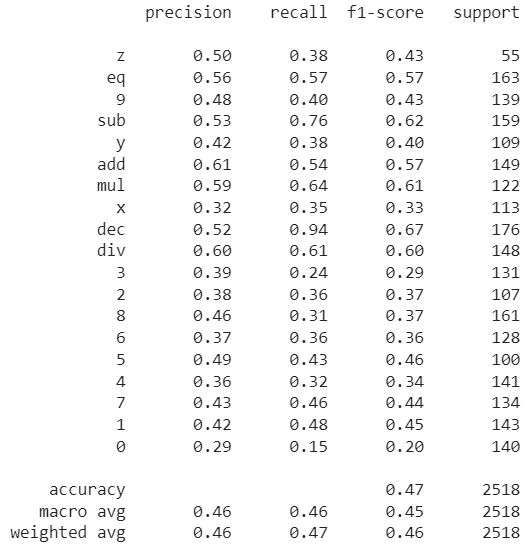 precision recall f1-score support
z 0.50 0.38 0.43 55
eq 0.56 0.57 0.57 163
9 0.48 0.40 0.43 139
sub 0.53 0.76 0.62 159
y 0.42 0.38 0.40 109
add 0.61 0.54 0.57 149
mul 0.59 0.64 0.61 122
x 0.32 0.35 0.33 113
dec 0.52 0.94 0.67 176
div 0.60 0.61 0.60 148
3 0.39 0.24 0.29 131
2 0.38 0.36 0.37 107
8 0.46 0.31 0.37 161
6 0.37 0.36 0.36 128
5 0.49 0.43 0.46 100
4 0.36 0.32 0.34 141
7 0.43 0.46 0.44 134
1 0.42 0.48 0.45 143
0 0.29 0.15 0.20 140
accuracy 0.47 2518
macro avg 0.46 0.46 0.45 2518
weighted avg 0.46 0.47 0.46 2518